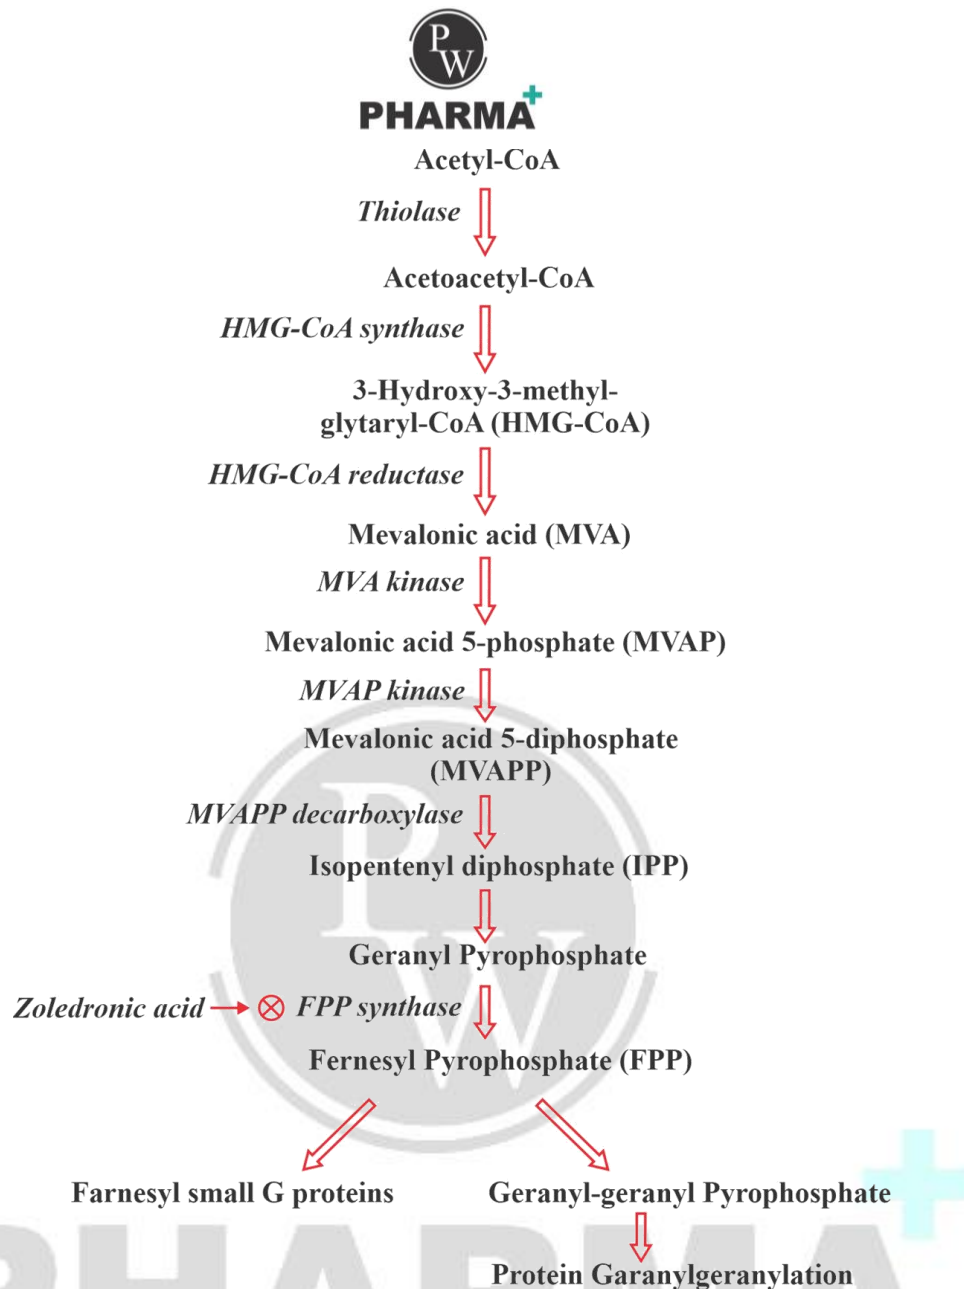 PW
PHARMA+
Acetyl-CoA
Thiolase
Acetoacetyl-CoA
HMG-CoA synthase
3-Hydroxy-3-methyl-
glytaryl-CoA (HMG-CoA)
HMG-CoA reductase
Mevalonic acid (MVA)
MVA kinase
Mevalonic acid 5-phosphate (MVAP)
MVAP kinase
Mevalonic acid 5-diphosphate
(MVAPP)
MVAPP decarboxylase
Isopentenyl diphosphate (IPP)
Geranyl Pyrophosphate
Zoledronic acid FPP synthase
Fernesyl Pyrophosphate (FPP)
Farnesyl small G proteins Geranyl-geranyl Pyrophosphate
Protein Garanylgeranylation
PW
PHARMA+